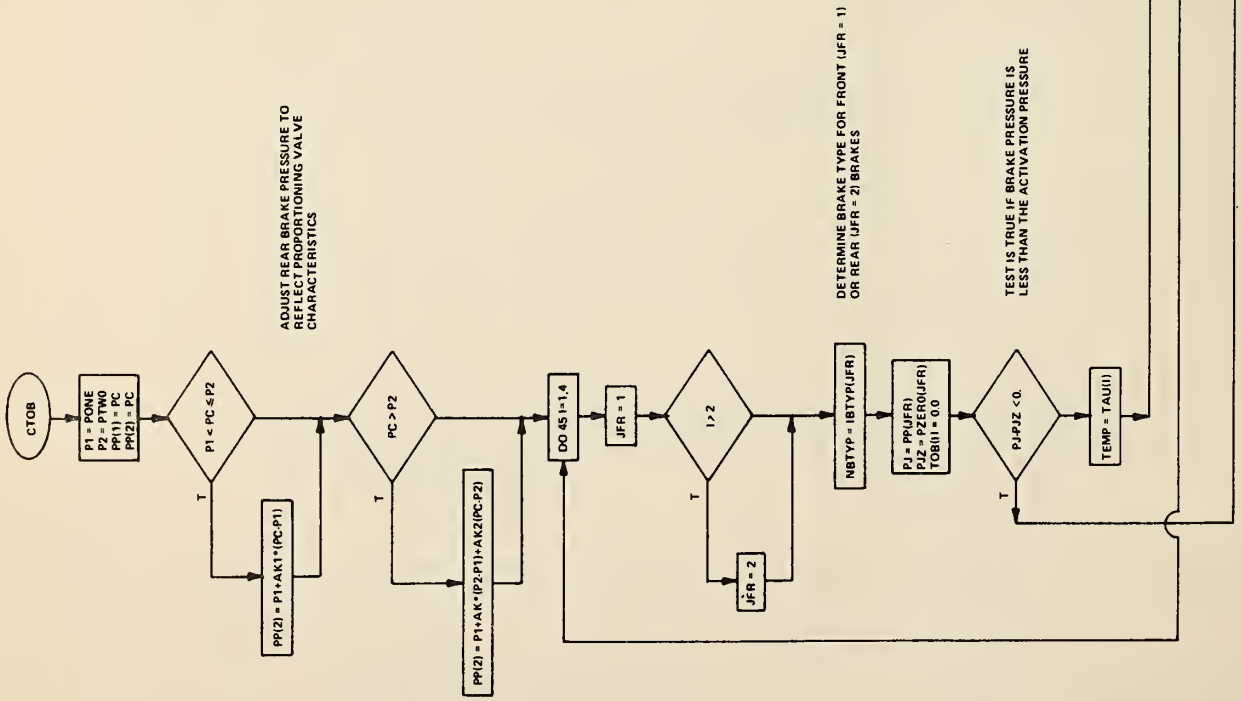 CTOB
P1 = PONE
P2 = PTWO
PP(1) = PC
PP(2) = PC
P1 < PC ≤ P2
T
PP(2) = P1+AK1*(PC-P1)
ADJUST REAR BRAKE PRESSURE TO
REFLECT PROPORTIONING VALVE
CHARACTERISTICS
PC > P2
T
PP(2) = P1+AK*(P2-P1)+AK2(PC-P2)
DO 45 I=1,4
JFR = 1
I > 2
T
JFR = 2
NBTYP = IBTYP(JFR)
DETERMINE BRAKE TYPE FOR FRONT (JFR = 1)
OR REAR (JFR = 2) BRAKES
PJ = PP(JFR)
PJZ = PZERO(JFR)
TOB(I) = 0.0
PJ-PJZ < 0.
T
TEST IS TRUE IF BRAKE PRESSURE IS
LESS THAN THE ACTIVATION PRESSURE
TEMP = TAU(I)